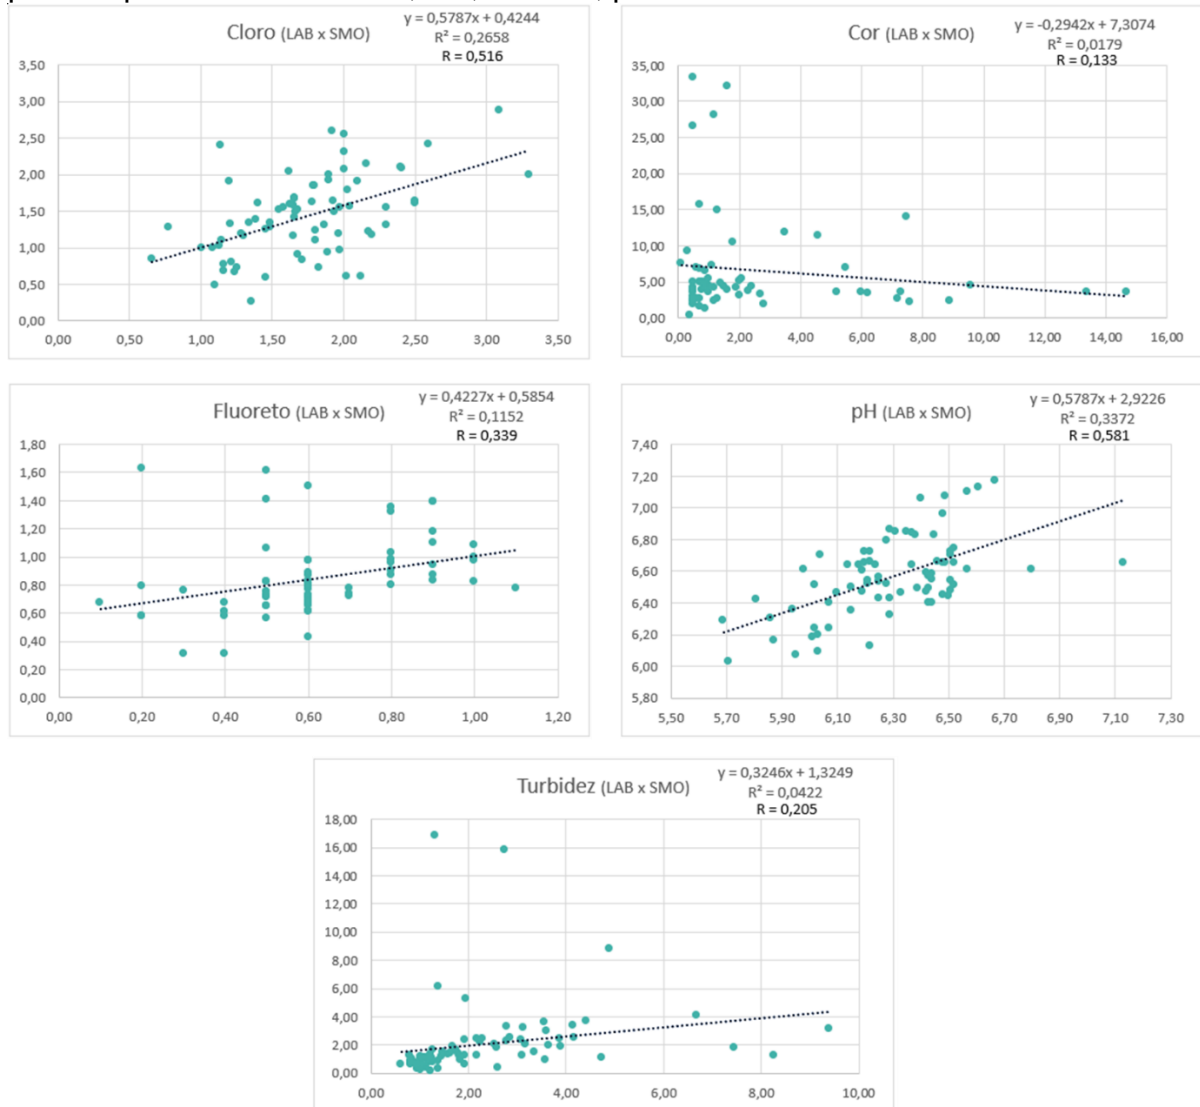 Cloro (LAB x SMO)
y = 0,5787x + 0,4244
R² = 0,2658
R = 0,516
3,50
3,00
2,50
2,00
1,50
1,00
0,50
0,00
0,00 0,50 1,00 1,50 2,00 2,50 3,00 3,50
Cor (LAB x SMO)
y = -0,2942x + 7,3074
R² = 0,0179
R = 0,133
35,00
30,00
25,00
20,00
15,00
10,00
5,00
0,00
0,00 2,00 4,00 6,00 8,00 10,00 12,00 14,00 16,00
Fluoreto (LAB x SMO)
y = 0,4227x + 0,5854
R² = 0,1152
R = 0,339
1,80
1,60
1,40
1,20
1,00
0,80
0,60
0,40
0,20
0,00
0,00 0,20 0,40 0,60 0,80 1,00 1,20
pH (LAB x SMO)
y = 0,5787x + 2,9226
R² = 0,3372
R = 0,581
7,40
7,20
7,00
6,80
6,60
6,40
6,20
6,00
5,80
5,50 5,70 5,90 6,10 6,30 6,50 6,70 6,90 7,10 7,30
Turbidez (LAB x SMO)
y = 0,3246x + 1,3249
R² = 0,0422
R = 0,205
18,00
16,00
14,00
12,00
10,00
8,00
6,00
4,00
2,00
0,00
0,00 2,00 4,00 6,00 8,00 10,00